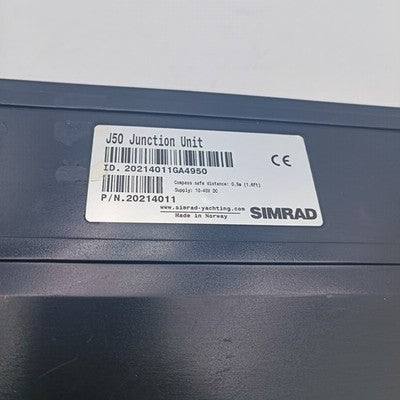 J50 Junction Unit
ID. 20214011GA4950
CE
Compass safe distance: 0.5m (1.6ft)
Supply: 10-40V DC
P/N.20214011
www.simrad-yachting.com
Made in Norway
SIMRAD